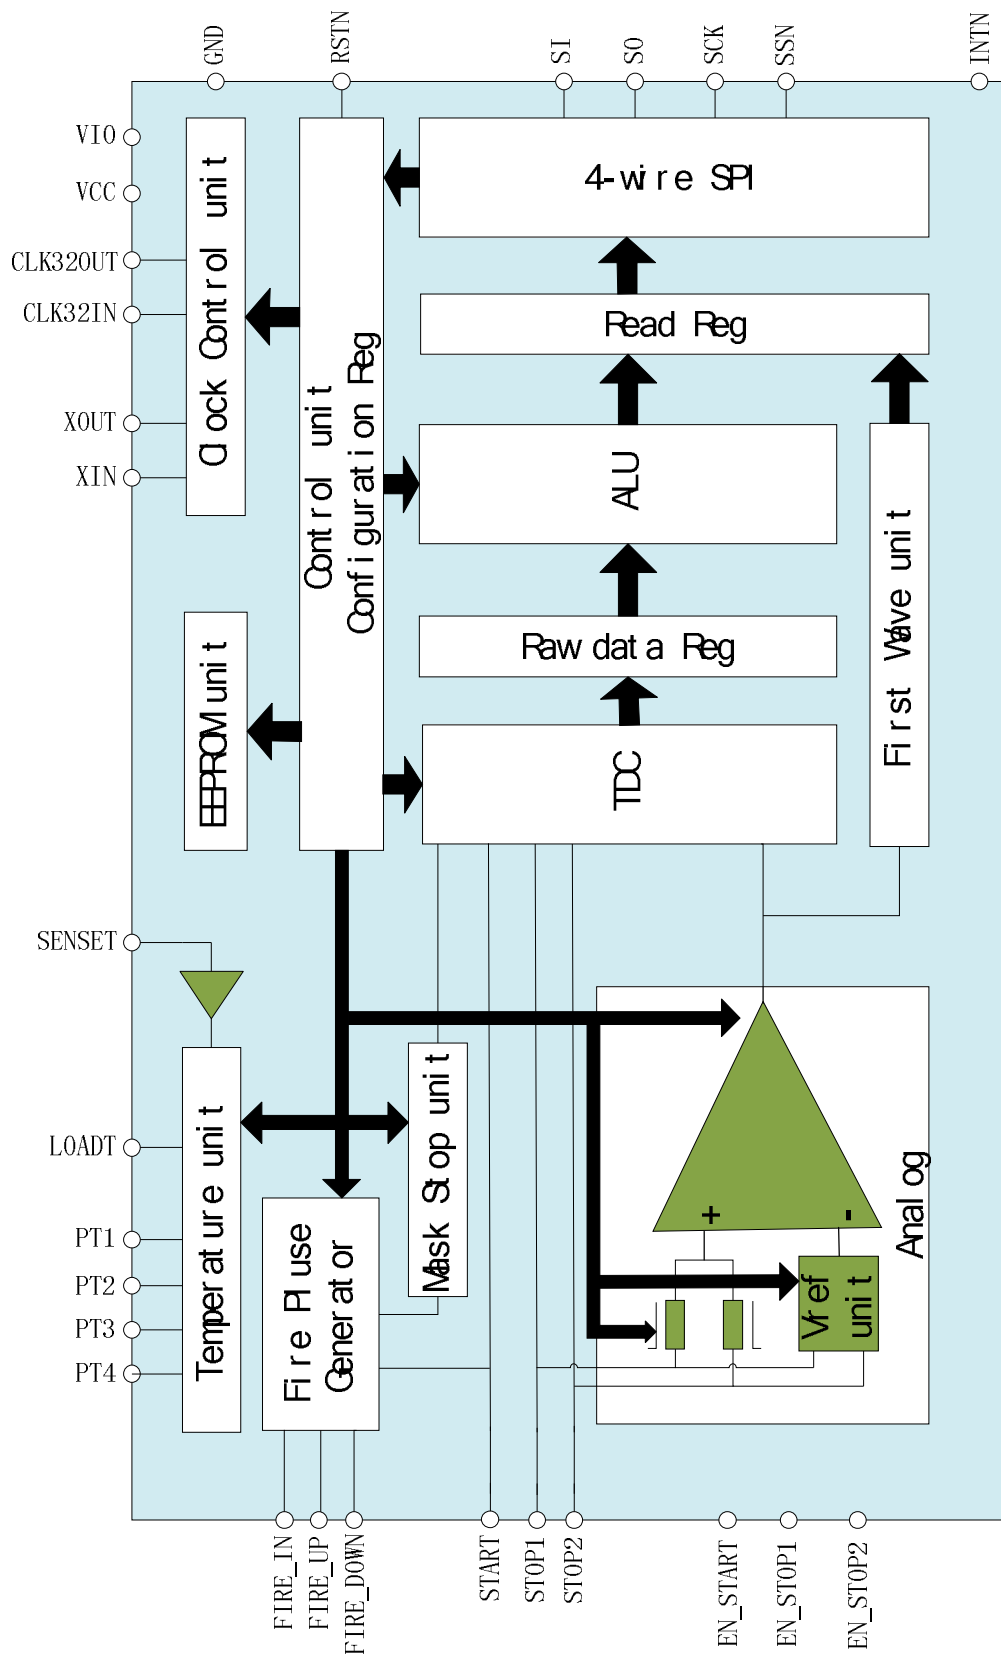 GND
RSTN
SI
SO
SCK
SSN
INTN
VIO
VCC
CLK32OUT
CLK32IN
XOUT
XIN
Clock Control unit
Control unit
Configuration Reg
4-wire SPI
Read Reg
ALU
Raw data Reg
TDC
First Wave unit
EEPROM unit
SENSET
LOADT
PT1
PT2
PT3
PT4
Temperature unit
Fire Pluse
Generator
Mask Stop unit
+
-
Vref
unit
Analog
FIRE_IN
FIRE_UP
FIRE_DOWN
START
STOP1
STOP2
EN_START
EN_STOP1
EN_STOP2